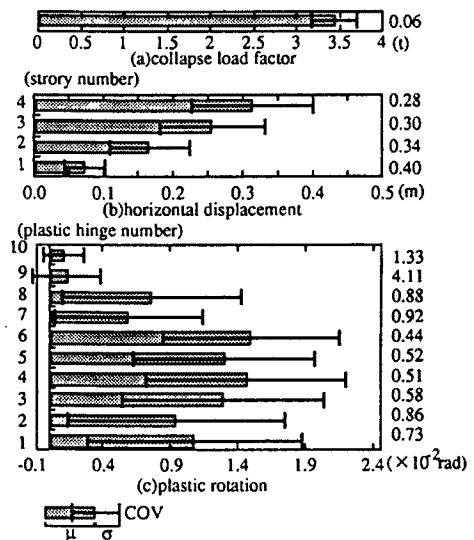 0.06
0 0.5 1 1.5 2 2.5 3 3.5 4 (t)
(a)collapse load factor
(strory number)
4 0.28
3 0.30
2 0.34
1 0.40
0.0 0.1 0.2 0.3 0.4 0.5 (m)
(b)horizontal displacement
(plastic hinge number)
10 1.33
9 4.11
8 0.88
7 0.92
6 0.44
5 0.52
4 0.51
3 0.58
2 0.86
1 0.73
-0.1 0.4 0.9 1.4 1.9 2.4 (×10⁻² rad)
(c)plastic rotation
COV
μ σ